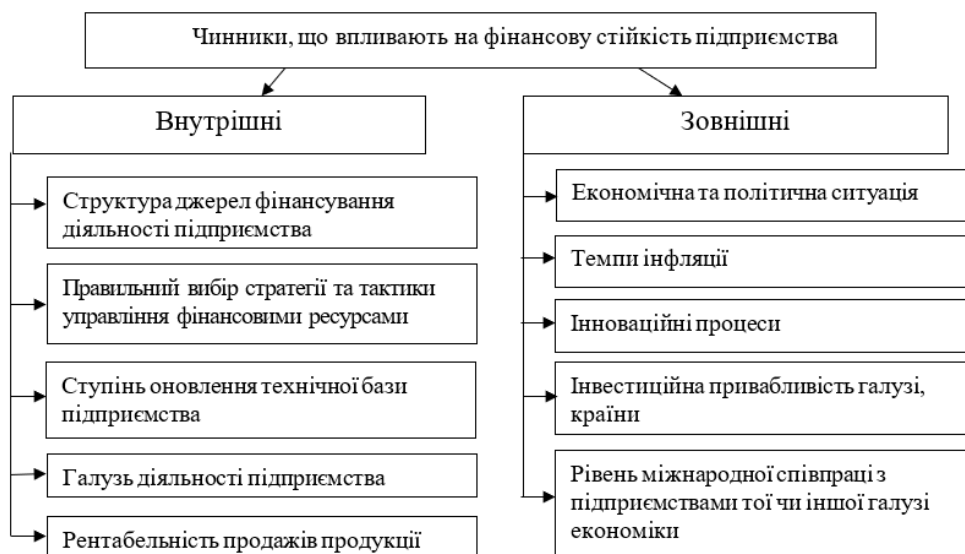 Чинники, що впливають на фінансову стійкість підприємства
Внутрішні
Структура джерел фінансування
діяльності підприємства
Правильний вибір стратегії та тактики
управління фінансовими ресурсами
Ступінь оновлення технічної бази
підприємства
Галузь діяльності підприємства
Рентабельність продажів продукції
Зовнішні
Економічна та політична ситуація
Темпи інфляції
Інноваційні процеси
Інвестиційна привабливість галузі,
країни
Рівень міжнародної співпраці з
підприємствами тої чи іншої галузі
економіки